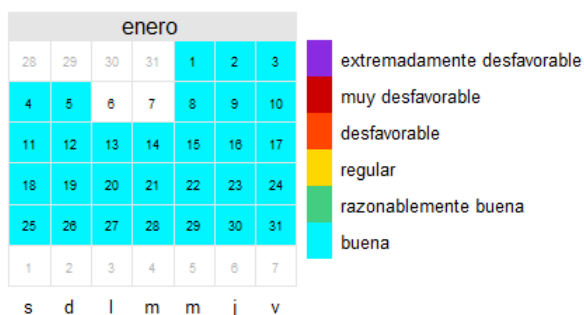 enero
28 29 30 31 1 2 3
4 5 6 7 8 9 10
11 12 13 14 15 16 17
18 19 20 21 22 23 24
25 26 27 28 29 30 31
1 2 3 4 5 6 7
s d l m m j v
extremadamente desfavorable
muy desfavorable
desfavorable
regular
razonablemente buena
buena